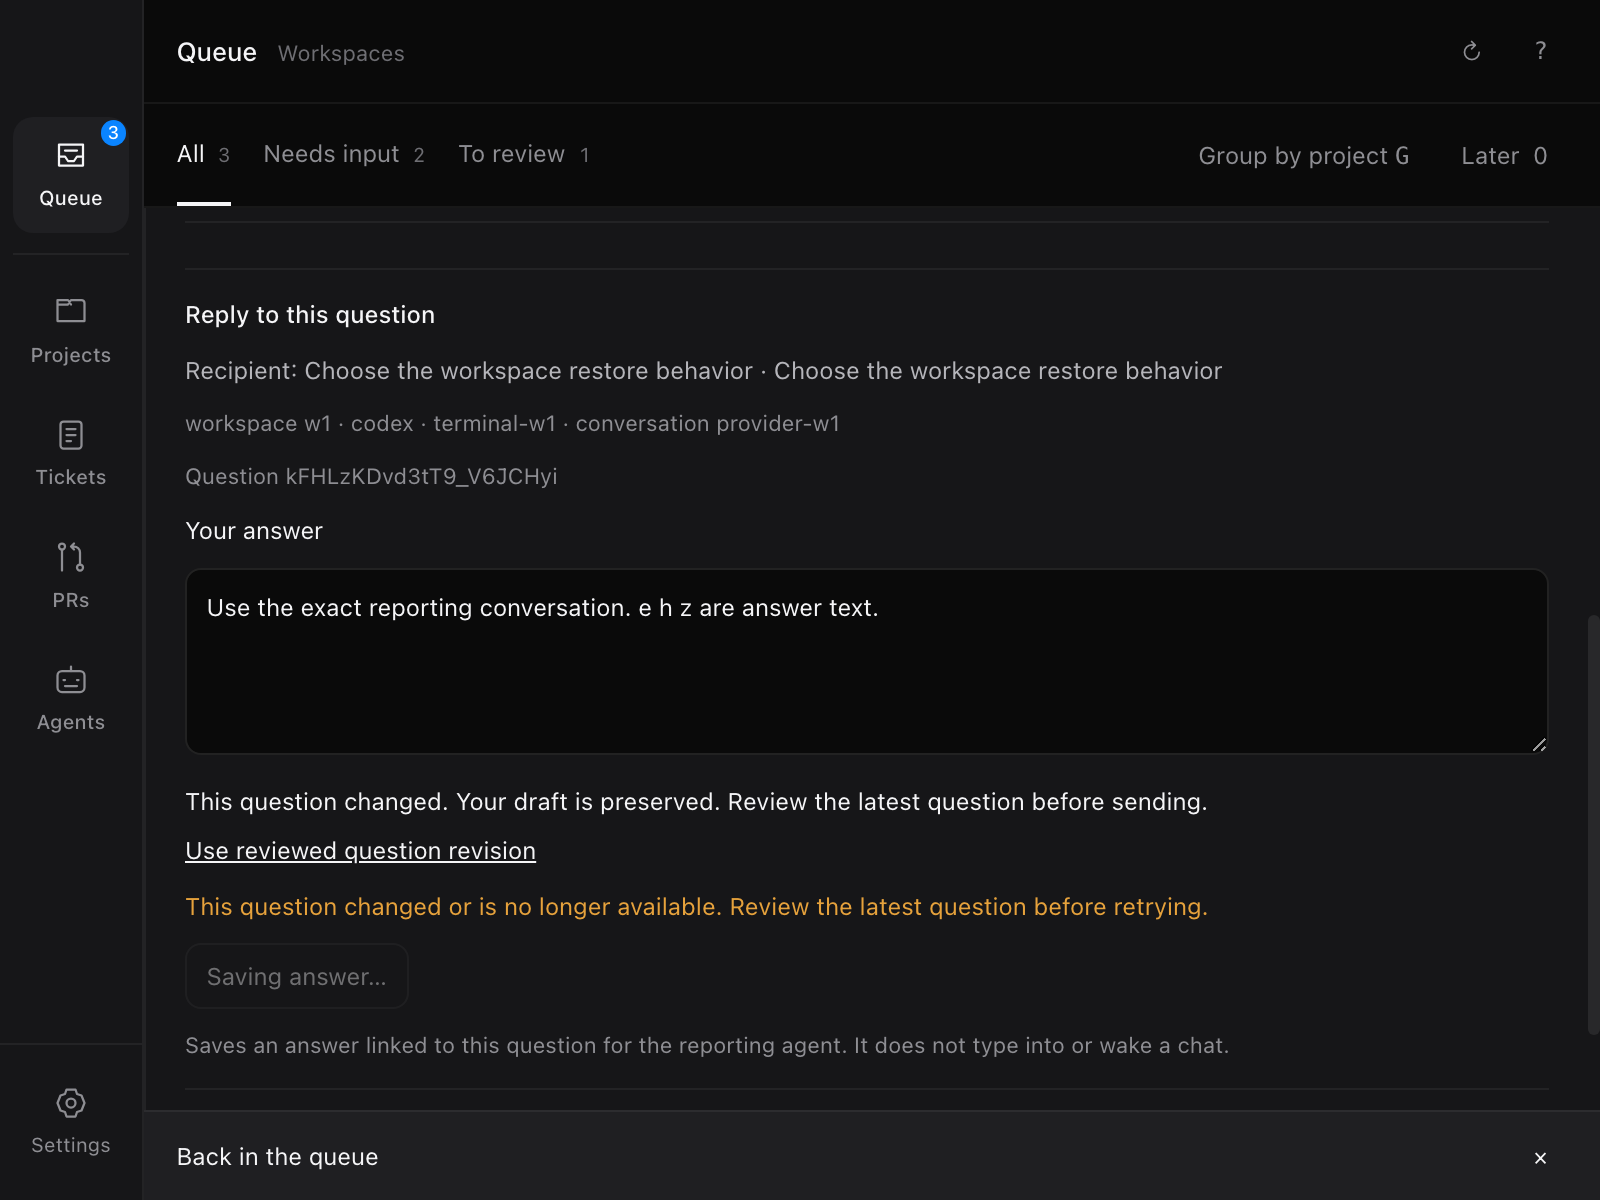 Queue Workspaces ?
3
Queue
Projects
Tickets
PRs
Agents
Settings
All 3 Needs input 2 To review 1 Group by project G Later 0
Reply to this question
Recipient: Choose the workspace restore behavior · Choose the workspace restore behavior
workspace w1 · codex · terminal-w1 · conversation provider-w1
Question kFHLzKDvd3tT9_V6JCHyi
Your answer
Use the exact reporting conversation. e h z are answer text.
This question changed. Your draft is preserved. Review the latest question before sending.
Use reviewed question revision
This question changed or is no longer available. Review the latest question before retrying.
Saving answer...
Saves an answer linked to this question for the reporting agent. It does not type into or wake a chat.
Back in the queue ×